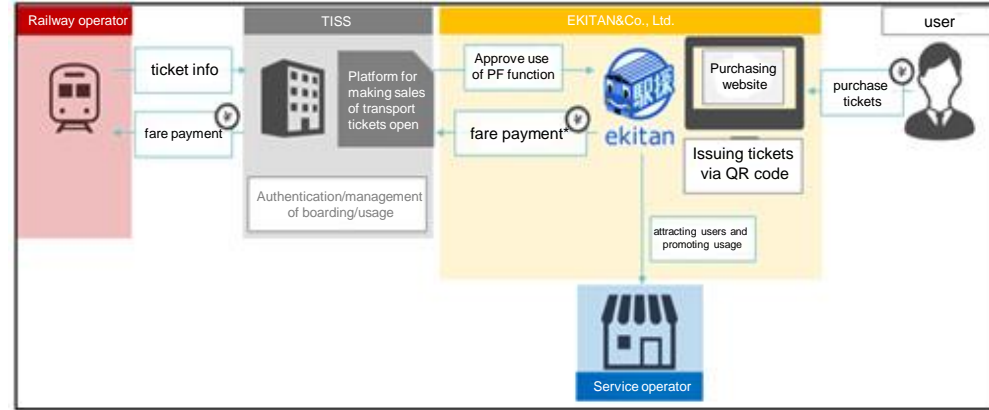 Railway operator
TISS
EKITAN&Co., Ltd.
user
ticket info
fare payment
¥
Platform for
making sales
of transport
tickets open
Authentication/management
of boarding/usage
Approve use
of PF function
fare payment*
¥
駅探
ekitan
Purchasing
website
Issuing tickets
via QR code
purchase
tickets
¥
attracting users and
promoting usage
Service operator